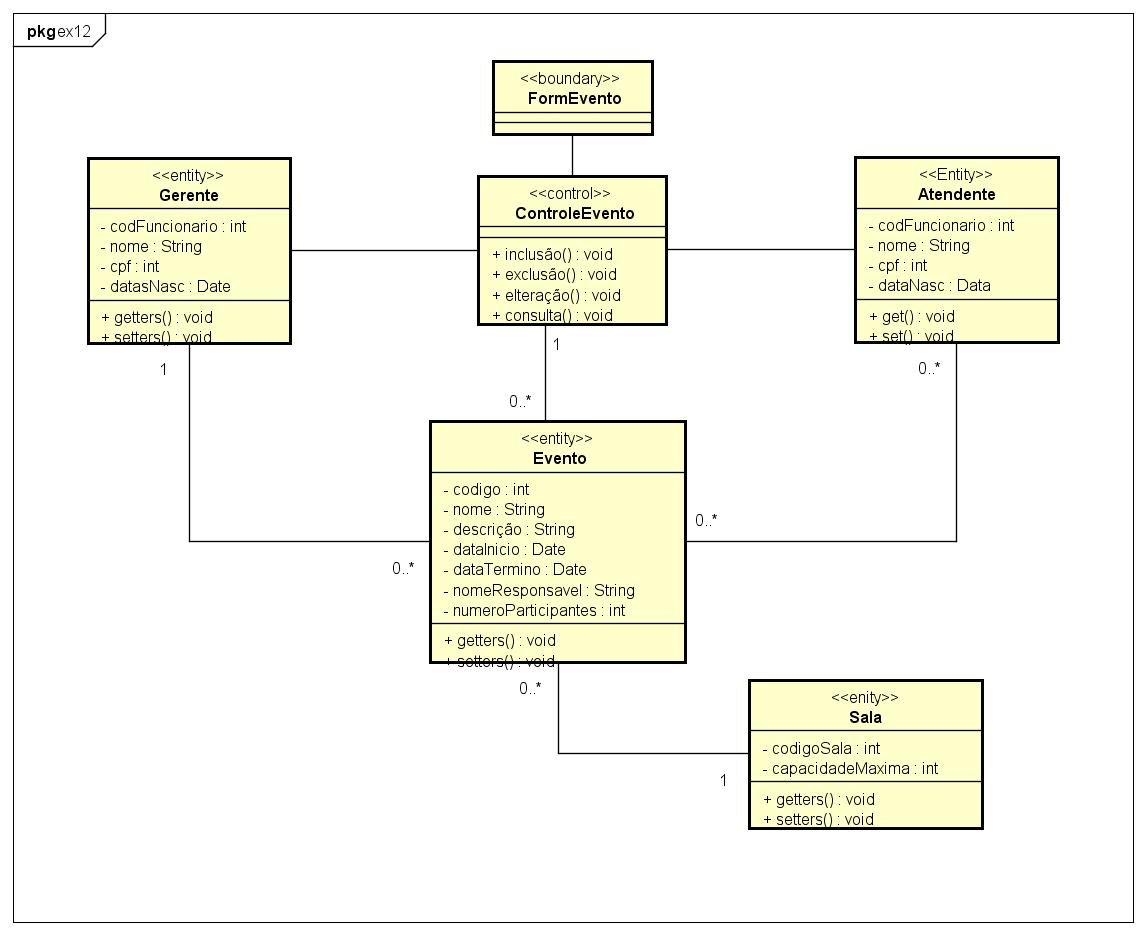 pkg ex12
<<boundary>>
FormEvento
<<entity>>
Gerente
- codFuncionario : int
- nome : String
- cpf : int
- datasNasc : Date
+ getters() : void
+ setters() : void
<<control>>
ControleEvento
+ inclusão() : void
+ exclusão() : void
+ elteração() : void
+ consulta() : void
<<Entity>>
Atendente
- codFuncionario : int
- nome : String
- cpf : int
- dataNasc : Data
+ get() : void
+ set() : void
1
1
0..*
0..*
<<entity>>
Evento
- codigo : int
- nome : String
- descrição : String
- dataInicio : Date
- dataTermino : Date
- nomeResponsavel : String
- numeroParticipantes : int
+ getters() : void
+ setters() : void
0..*
0..*
0..*
1
<<enity>>
Sala
- codigoSala : int
- capacidadeMaxima : int
+ getters() : void
+ setters() : void